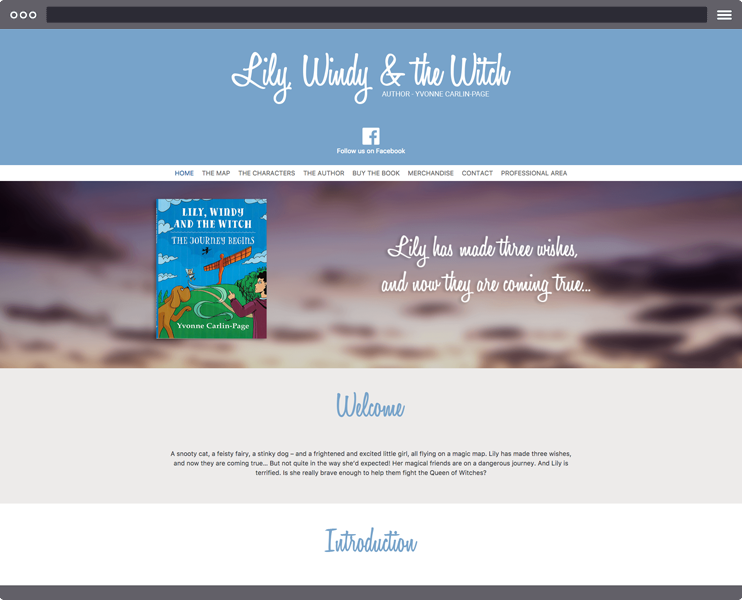 Lily, Windy & the Witch
AUTHOR - YVONNE CARLIN-PAGE
Follow us on Facebook
HOME THE MAP THE CHARACTERS THE AUTHOR BUY THE BOOK MERCHANDISE CONTACT PROFESSIONAL AREA
LILY, WINDY
AND THE WITCH
THE JOURNEY BEGINS
Yvonne Carlin-Page
Lily has made three wishes,
and now they are coming true...
Welcome
A snooty cat, a feisty fairy, a stinky dog – and a frightened and excited little girl, all flying on a magic map. Lily has made three wishes,
and now they are coming true... But not quite in the way she'd expected! Her magical friends are on a dangerous journey. And Lily is
terrified. Is she really brave enough to help them fight the Queen of Witches?
Introduction